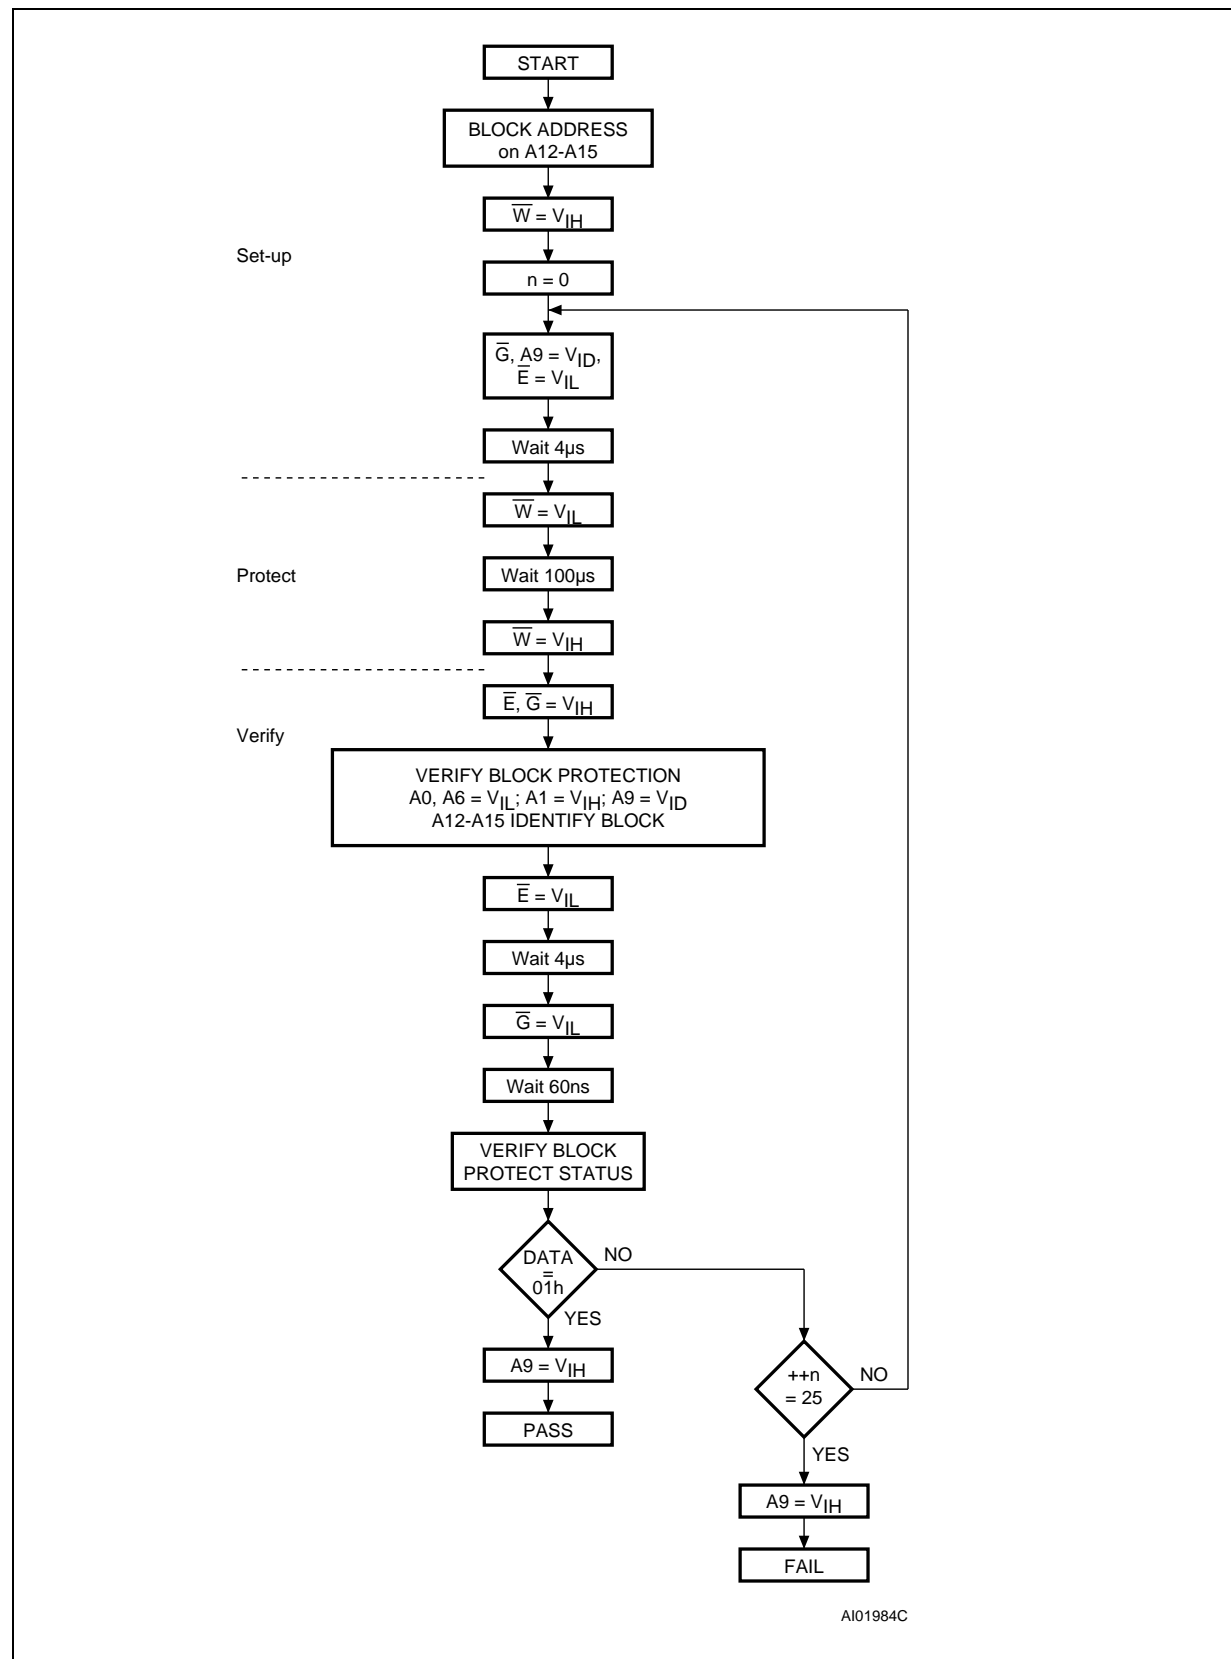 START
BLOCK ADDRESS
on A12-A15
W̅ = VIH
Set-up
n = 0
G̅, A9 = VID,
E̅ = VIL
Wait 4µs
W̅ = VIL
Protect
Wait 100µs
W̅ = VIH
E̅, G̅ = VIH
Verify
VERIFY BLOCK PROTECTION
A0, A6 = VIL; A1 = VIH; A9 = VID
A12-A15 IDENTIFY BLOCK
E̅ = VIL
Wait 4µs
G̅ = VIL
Wait 60ns
VERIFY BLOCK
PROTECT STATUS
DATA
=
01h
NO
YES
A9 = VIH
PASS
++n
= 25
NO
YES
A9 = VIH
FAIL
AI01984C